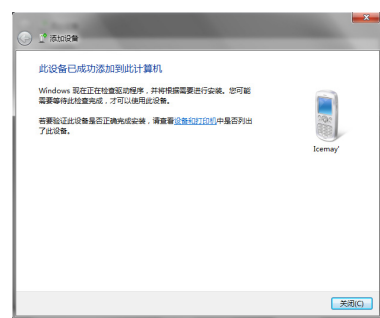 添加设备
此设备已成功添加到此计算机
Windows 现在正在检查驱动程序，并将根据需要进行安装。您可能
需要等待此检查完成，才可以使用此设备。
若要验证此设备是否正确完成安装，请查看设备和打印机中是否列出
了此设备。
Icemay'
关闭(C)